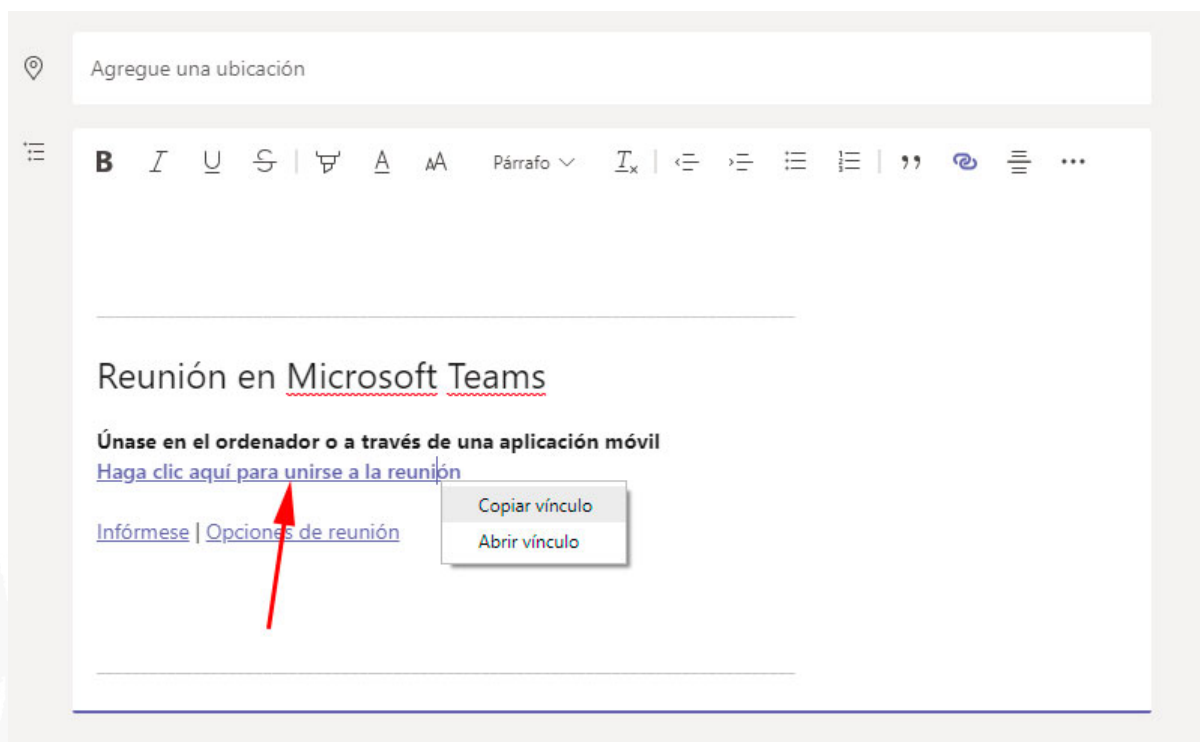 Agregue una ubicación
B I U S A AA Párrafo Tx
Reunión en Microsoft Teams
Únase en el ordenador o a través de una aplicación móvil
Haga clic aquí para unirse a la reunión
Copiar vínculo
Infórmese | Opciones de reunión
Abrir vínculo